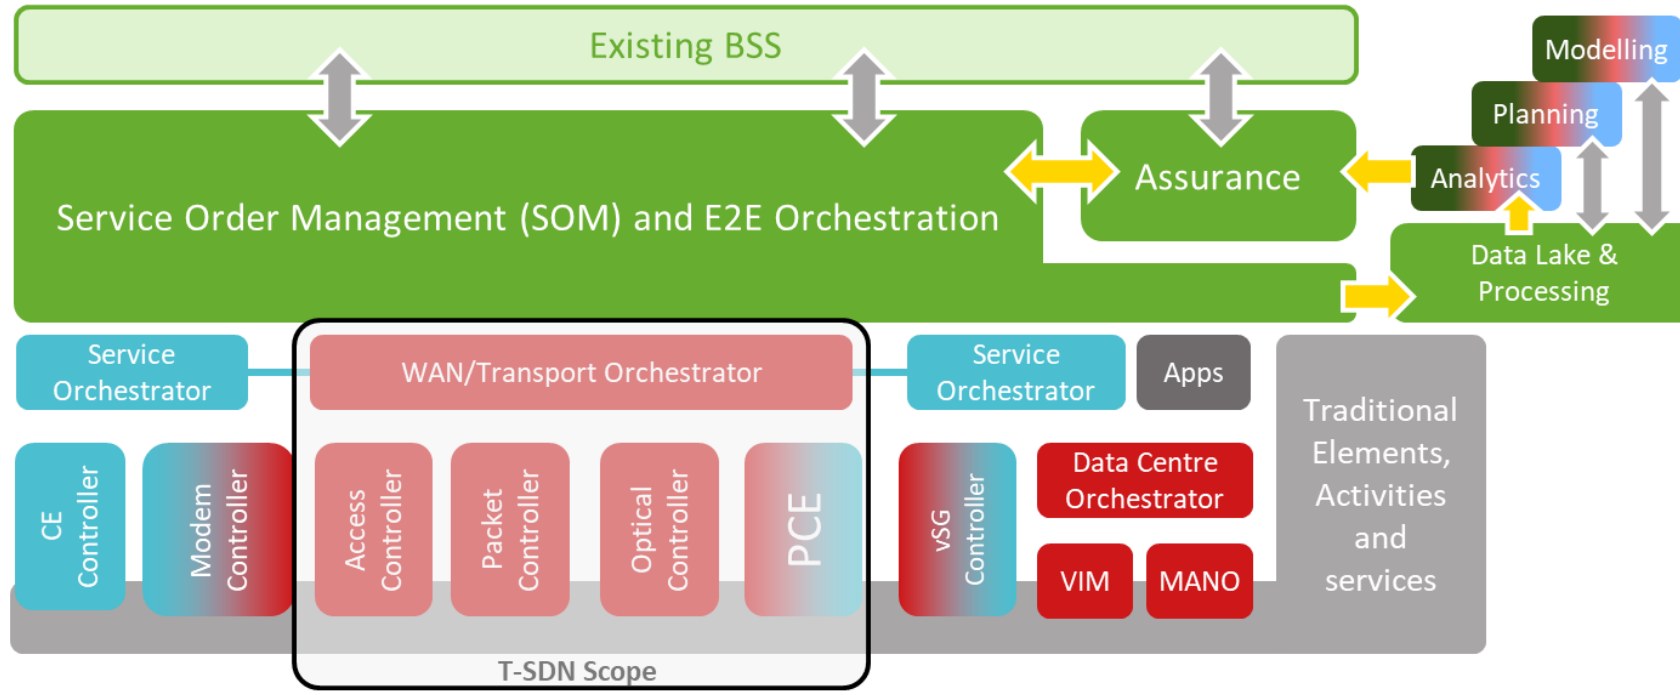 Existing BSS
Modelling
Planning
Analytics
Service Order Management (SOM) and E2E Orchestration
Assurance
Data Lake &
Processing
Service
Orchestrator
WAN/Transport Orchestrator
Service
Orchestrator
Apps
Traditional
Elements,
Activities
and
services
CE
Controller
Modem
Controller
Access
Controller
Packet
Controller
Optical
Controller
PCE
vSG
Controller
Data Centre
Orchestrator
VIM
MANO
T-SDN Scope